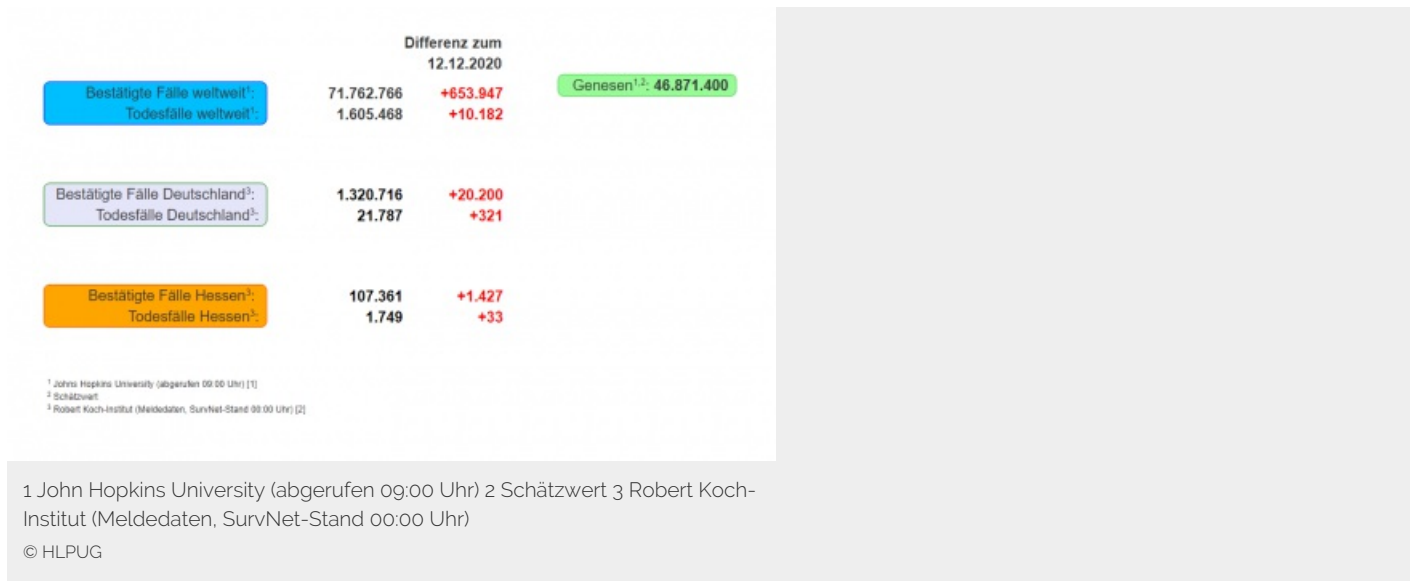 Differenz zum
12.12.2020
Bestätigte Fälle weltweit¹: 71.762.766 +653.947 Genesen¹,²: 46.871.400
Todesfälle weltweit¹: 1.605.468 +10.182
Bestätigte Fälle Deutschland³: 1.320.716 +20.200
Todesfälle Deutschland³: 21.787 +321
Bestätigte Fälle Hessen³: 107.361 +1.427
Todesfälle Hessen³: 1.749 +33
¹ Johns Hopkins University (abgerufen 09:00 Uhr) [1]
² Schätzwert
³ Robert Koch-Institut (Meldedaten, SurvNet-Stand 00:00 Uhr) [2]
1 John Hopkins University (abgerufen 09:00 Uhr) 2 Schätzwert 3 Robert Koch-
Institut (Meldedaten, SurvNet-Stand 00:00 Uhr)
© HLPUG